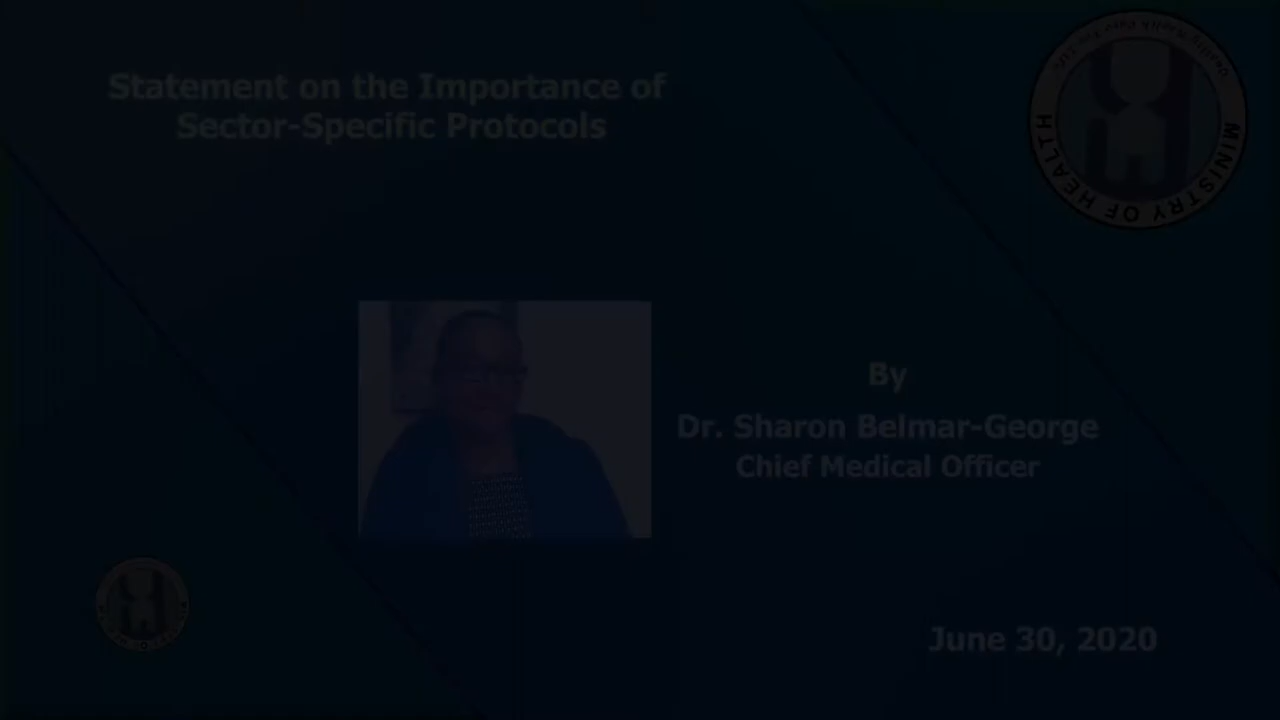 Statement on the Importance of
Sector-Specific Protocols
MINISTRY OF HEALTH
By
Dr. Sharon Belmar-George
Chief Medical Officer
June 30, 2020